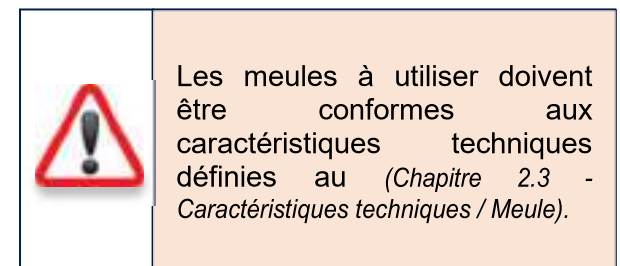 Les meules à utiliser doivent
être conformes aux
caractéristiques techniques
définies au (Chapitre 2.3 -
Caractéristiques techniques / Meule).